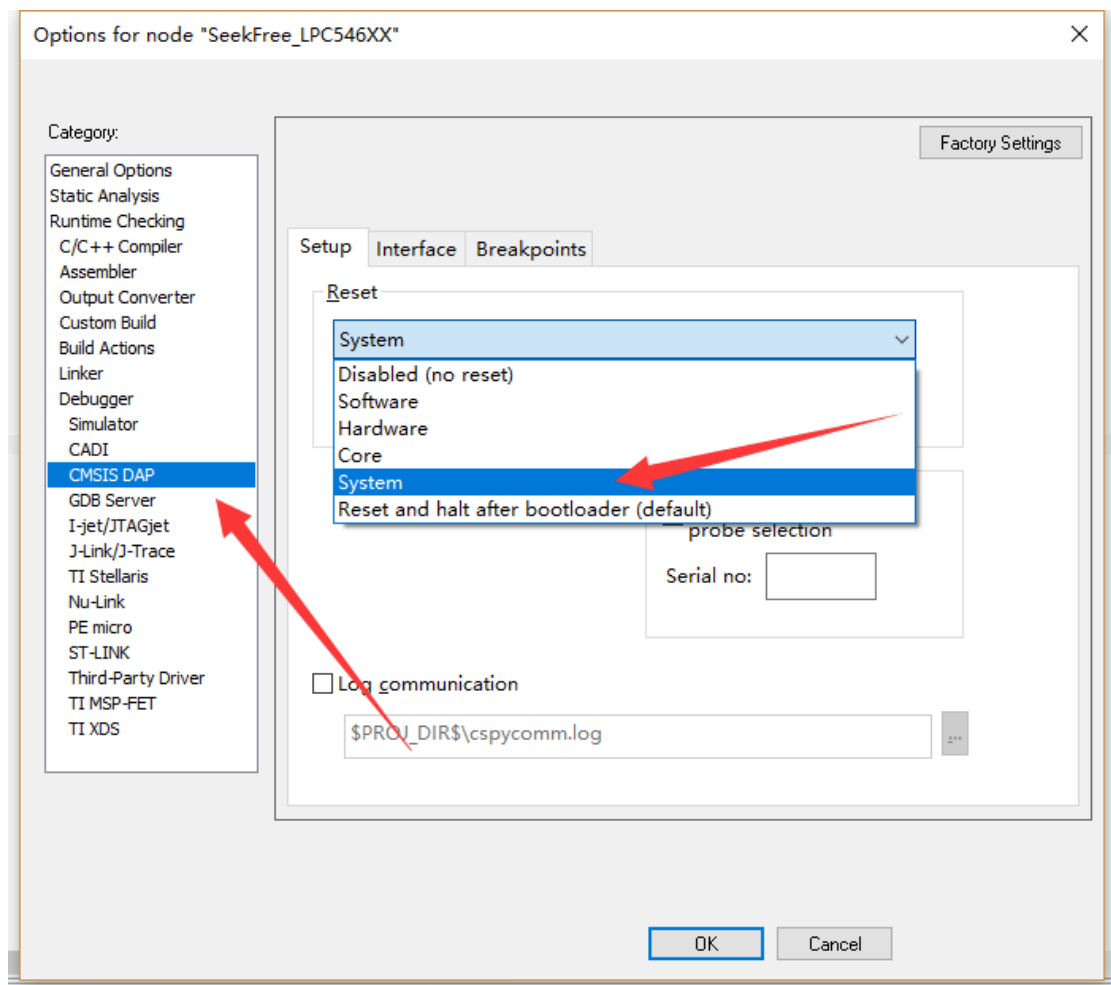 Options for node "SeekFree_LPC546XX"
Category:
General Options
Static Analysis
Runtime Checking
C/C++ Compiler
Assembler
Output Converter
Custom Build
Build Actions
Linker
Debugger
Simulator
CADI
CMSIS DAP
GDB Server
I-jet/JTAGjet
J-Link/J-Trace
TI Stellaris
Nu-Link
PE micro
ST-LINK
Third-Party Driver
TI MSP-FET
TI XDS
Factory Settings
Setup
Interface
Breakpoints
Reset
System
Disabled (no reset)
Software
Hardware
Core
System
Reset and halt after bootloader (default)
probe selection
Serial no:
Log communication
$PROJ_DIR$\cspycomm.log
...
OK
Cancel